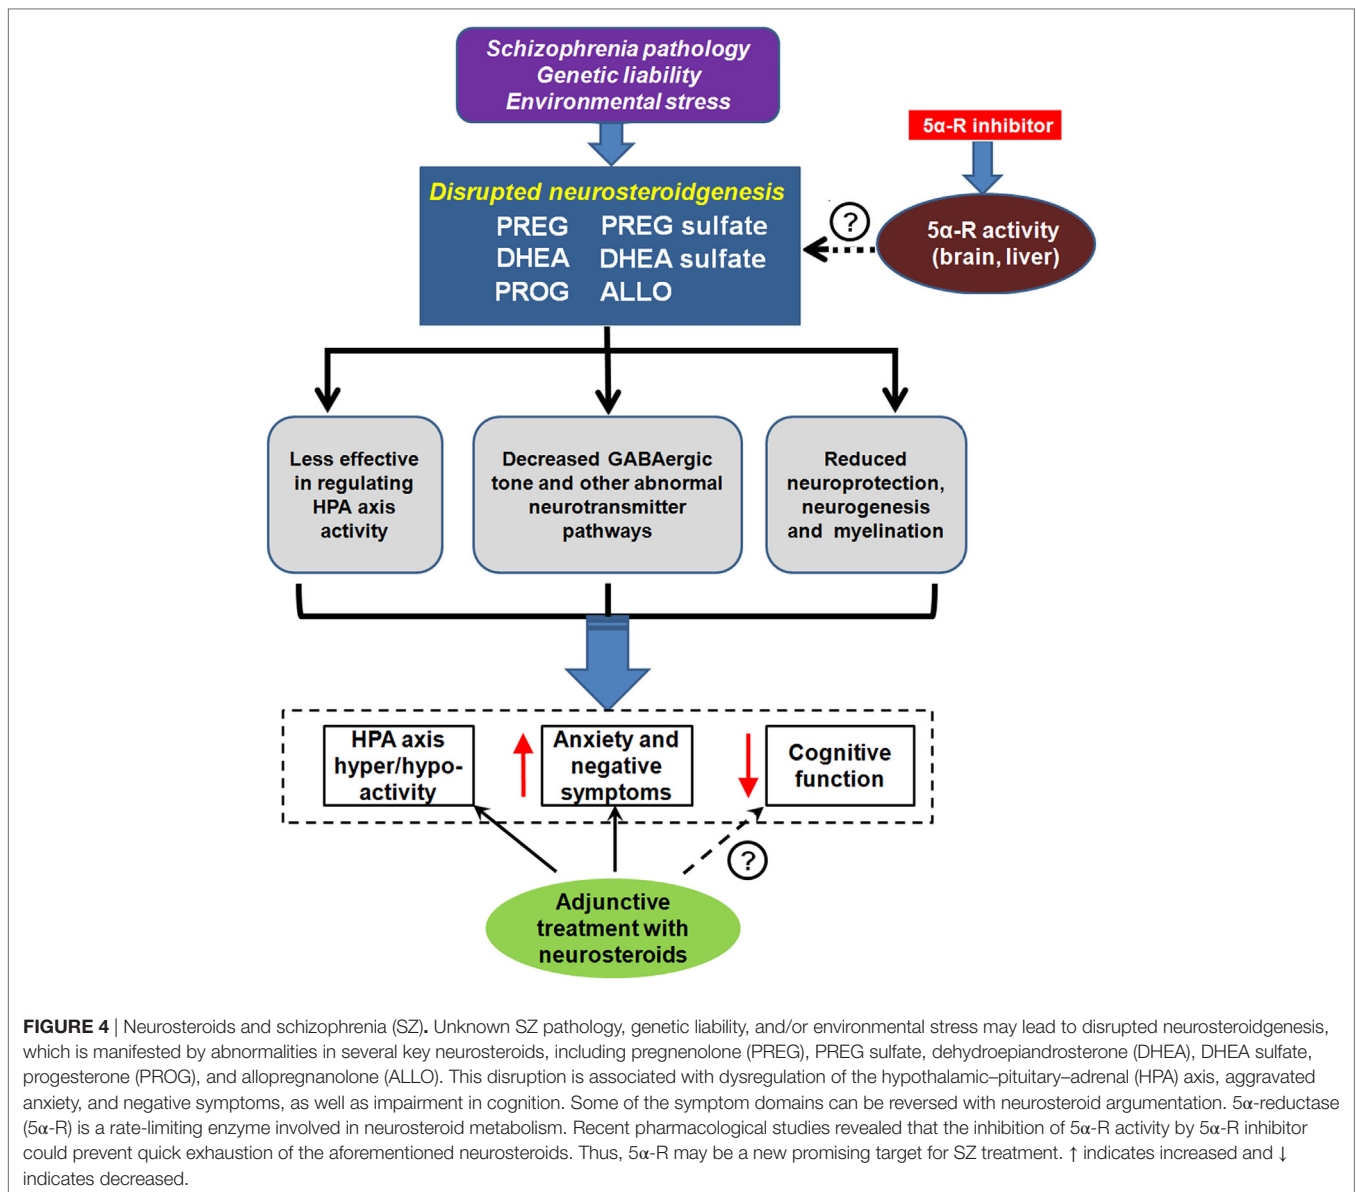 Schizophrenia pathology
Genetic liability
Environmental stress
5α-R inhibitor
Disrupted neurosteroidgenesis
PREG PREG sulfate
DHEA DHEA sulfate
PROG ALLO
?
5α-R activity
(brain, liver)
Less effective
in regulating
HPA axis
activity
Decreased GABAergic
tone and other abnormal
neurotransmitter
pathways
Reduced
neuroprotection,
neurogenesis
and myelination
HPA axis
hyper/hypo-
activity
Anxiety and
negative
symptoms
Cognitive
function
?
Adjunctive
treatment with
neurosteroids
FIGURE 4 | Neurosteroids and schizophrenia (SZ). Unknown SZ pathology, genetic liability, and/or environmental stress may lead to disrupted neurosteroidgenesis,
which is manifested by abnormalities in several key neurosteroids, including pregnenolone (PREG), PREG sulfate, dehydroepiandrosterone (DHEA), DHEA sulfate,
progesterone (PROG), and allopregnanolone (ALLO). This disruption is associated with dysregulation of the hypothalamic–pituitary–adrenal (HPA) axis, aggravated
anxiety, and negative symptoms, as well as impairment in cognition. Some of the symptom domains can be reversed with neurosteroid argumentation. 5α-reductase
(5α-R) is a rate-limiting enzyme involved in neurosteroid metabolism. Recent pharmacological studies revealed that the inhibition of 5α-R activity by 5α-R inhibitor
could prevent quick exhaustion of the aforementioned neurosteroids. Thus, 5α-R may be a new promising target for SZ treatment. ↑ indicates increased and ↓
indicates decreased.